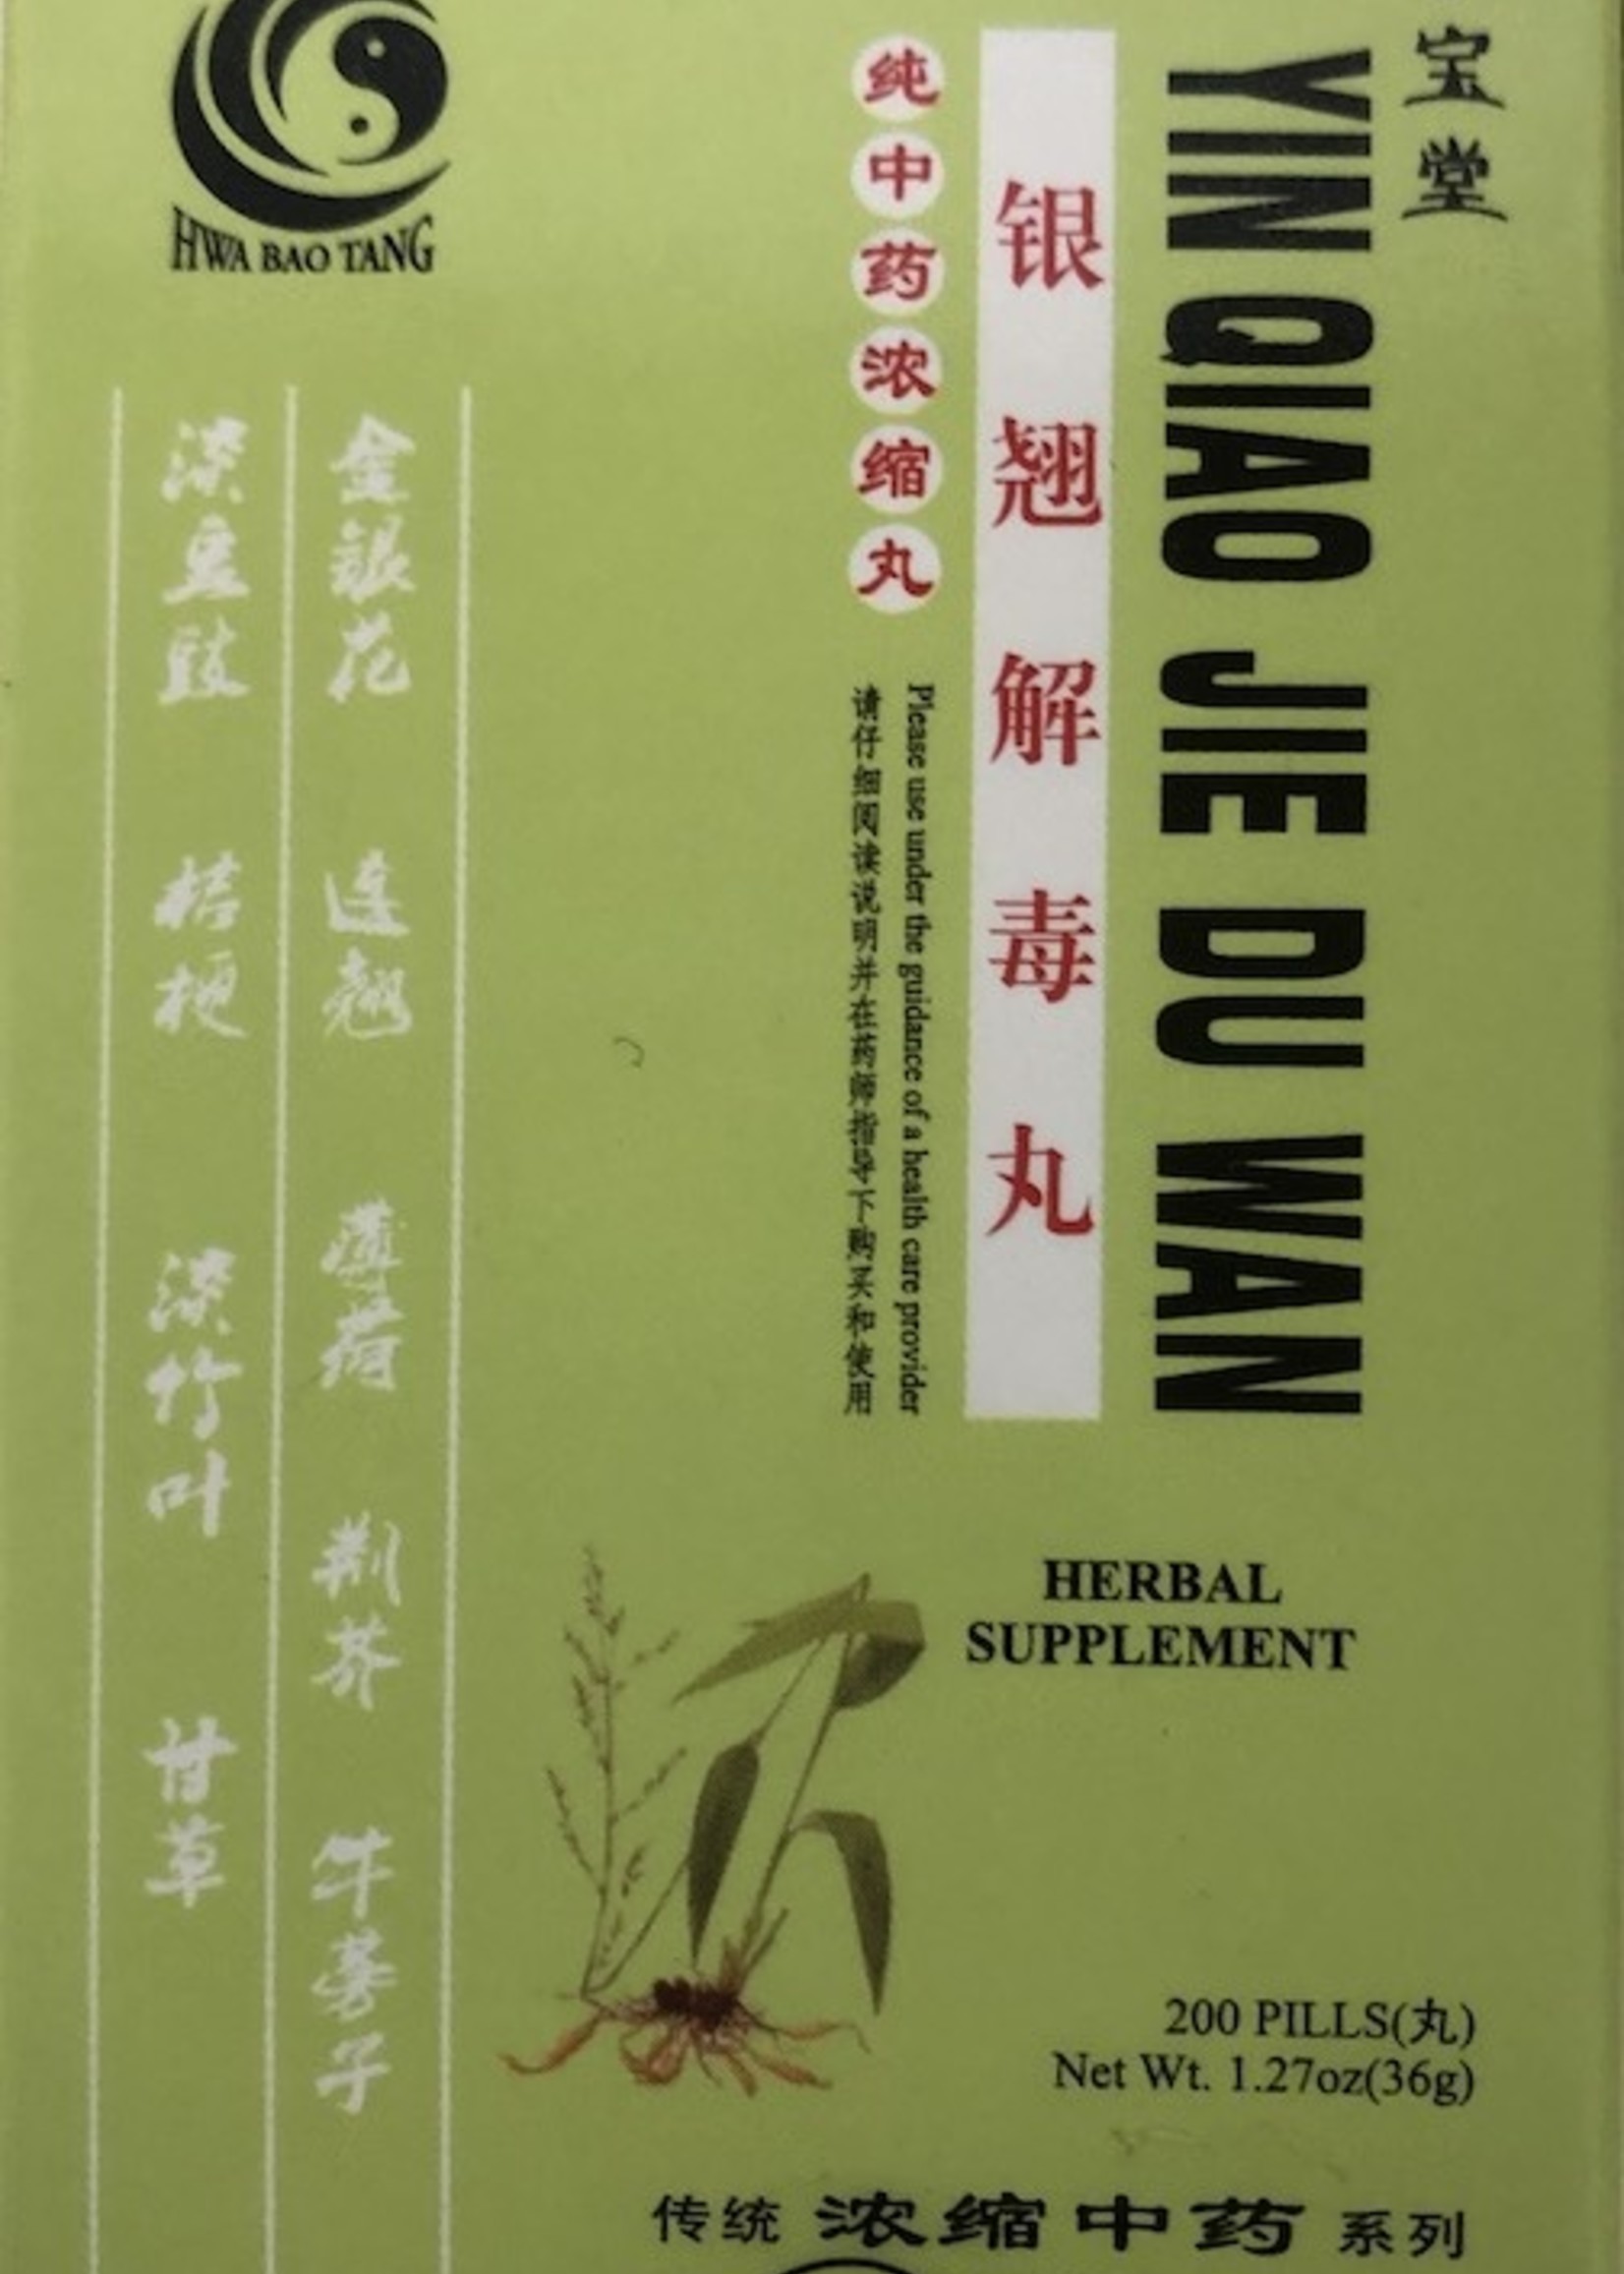 宝堂
YIN QIAO JIE DU WAN
银翘解毒丸
纯中药浓缩丸
Please use under the guidance of a health care provider
请仔细阅读说明并在药师指导下购买和使用
HWA BAO TANG
金银花 连翘 薄荷 荆芥 牛蒡子
淡豆豉 桔梗 淡竹叶 甘草
HERBAL
SUPPLEMENT
200 PILLS(丸)
Net Wt. 1.27oz(36g)
传统 浓缩中药 系列